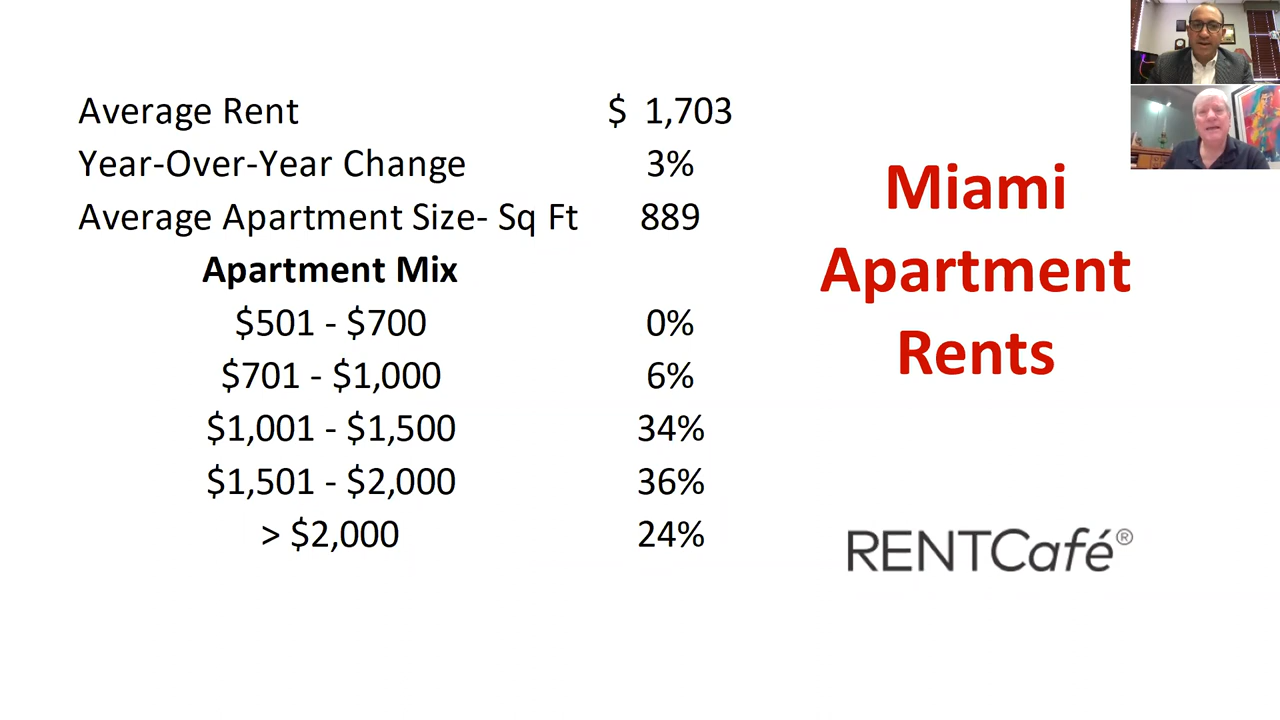 Average Rent $ 1,703
Year-Over-Year Change 3%
Average Apartment Size- Sq Ft 889
Apartment Mix
$501 - $700 0%
$701 - $1,000 6%
$1,001 - $1,500 34%
$1,501 - $2,000 36%
> $2,000 24%
Miami
Apartment
Rents
RENTCafé®